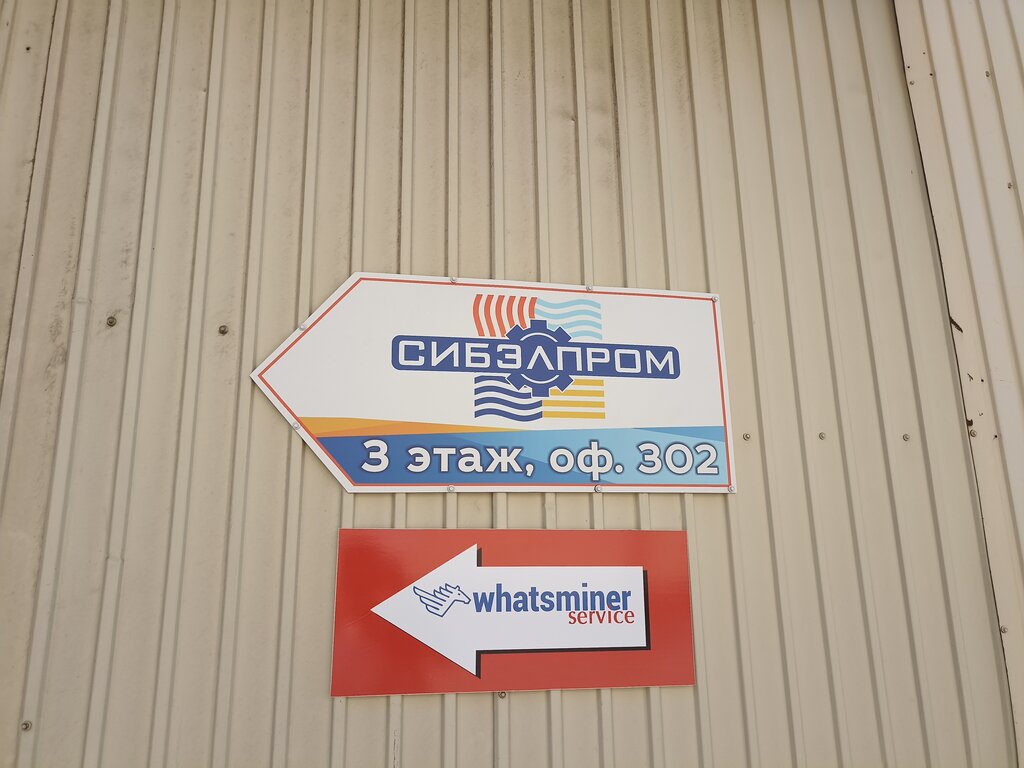 СИБЭЛПРОМ
3 этаж, оф. 302
whatsminer
service